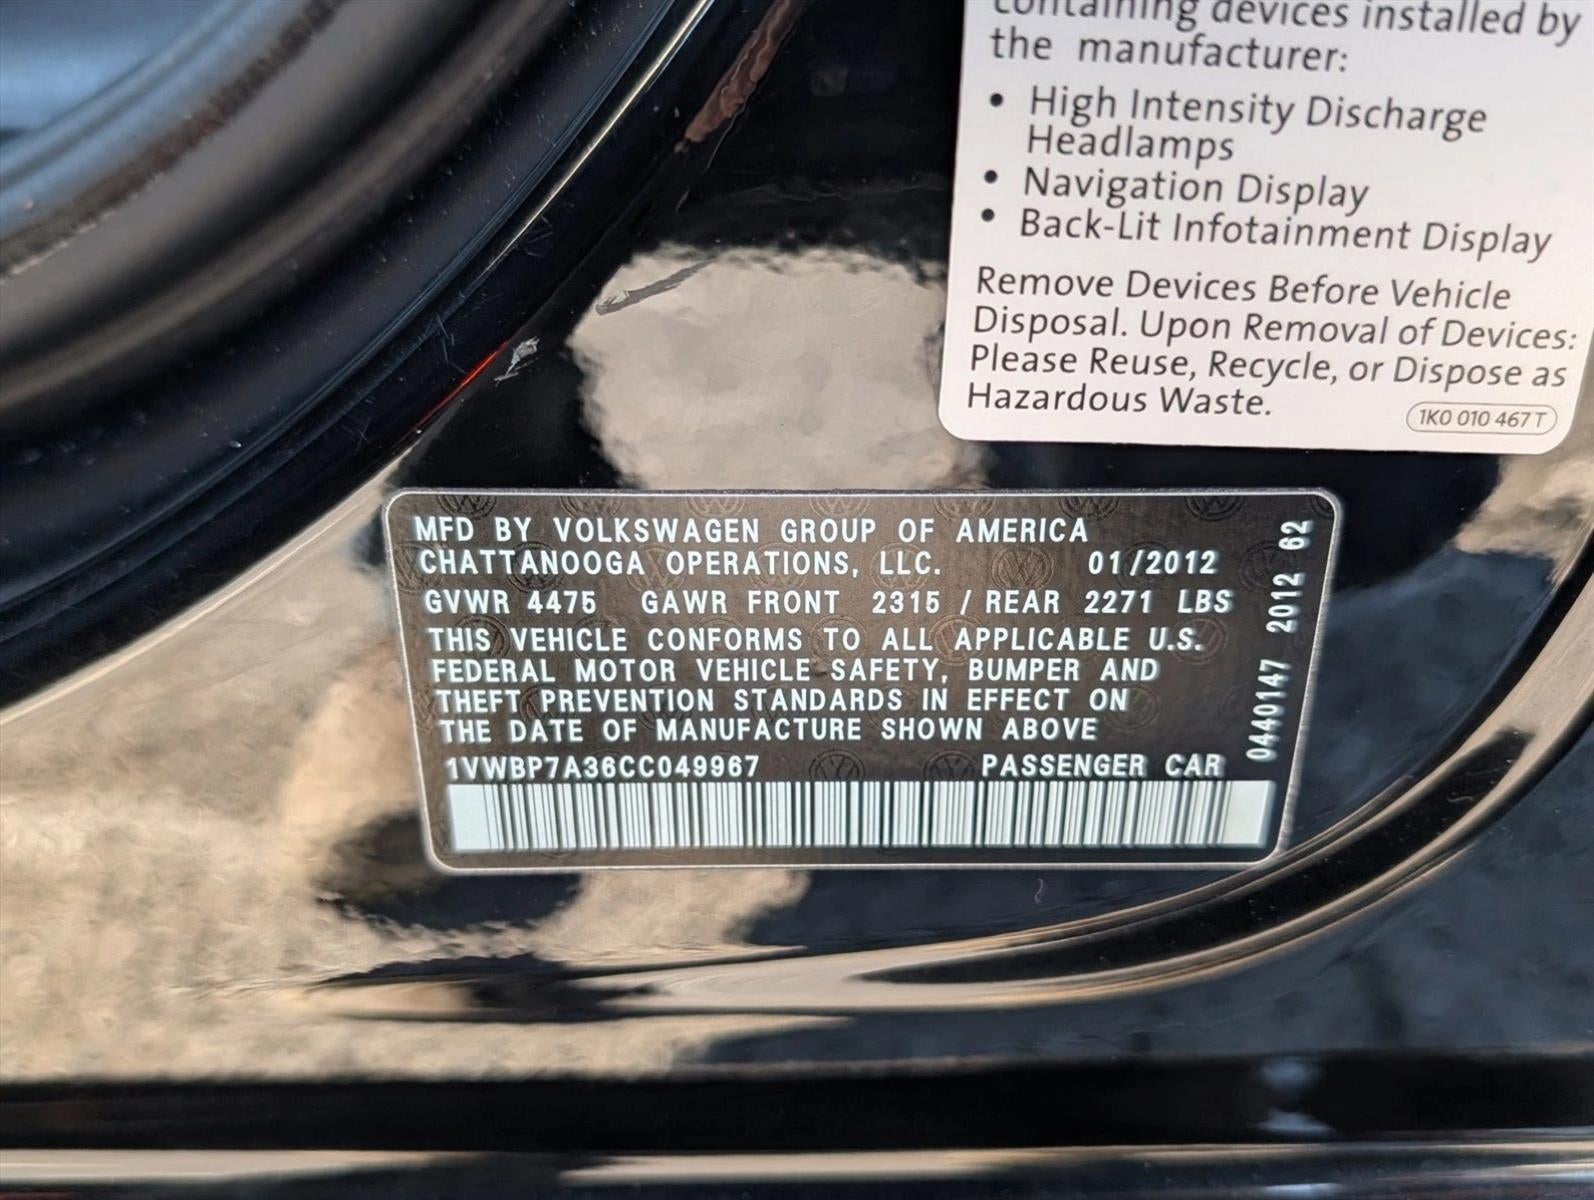 containing devices installed by
the manufacturer:
• High Intensity Discharge
Headlamps
• Navigation Display
• Back-Lit Infotainment Display
Remove Devices Before Vehicle
Disposal. Upon Removal of Devices:
Please Reuse, Recycle, or Dispose as
Hazardous Waste.
1K0 010 467 T
MFD BY VOLKSWAGEN GROUP OF AMERICA
CHATTANOOGA OPERATIONS, LLC. 01/2012
GVWR 4475 GAWR FRONT 2315 / REAR 2271 LBS
THIS VEHICLE CONFORMS TO ALL APPLICABLE U.S.
FEDERAL MOTOR VEHICLE SAFETY, BUMPER AND
THEFT PREVENTION STANDARDS IN EFFECT ON
THE DATE OF MANUFACTURE SHOWN ABOVE
1VWBP7A36CC049967 PASSENGER CAR
0440147 2012 62